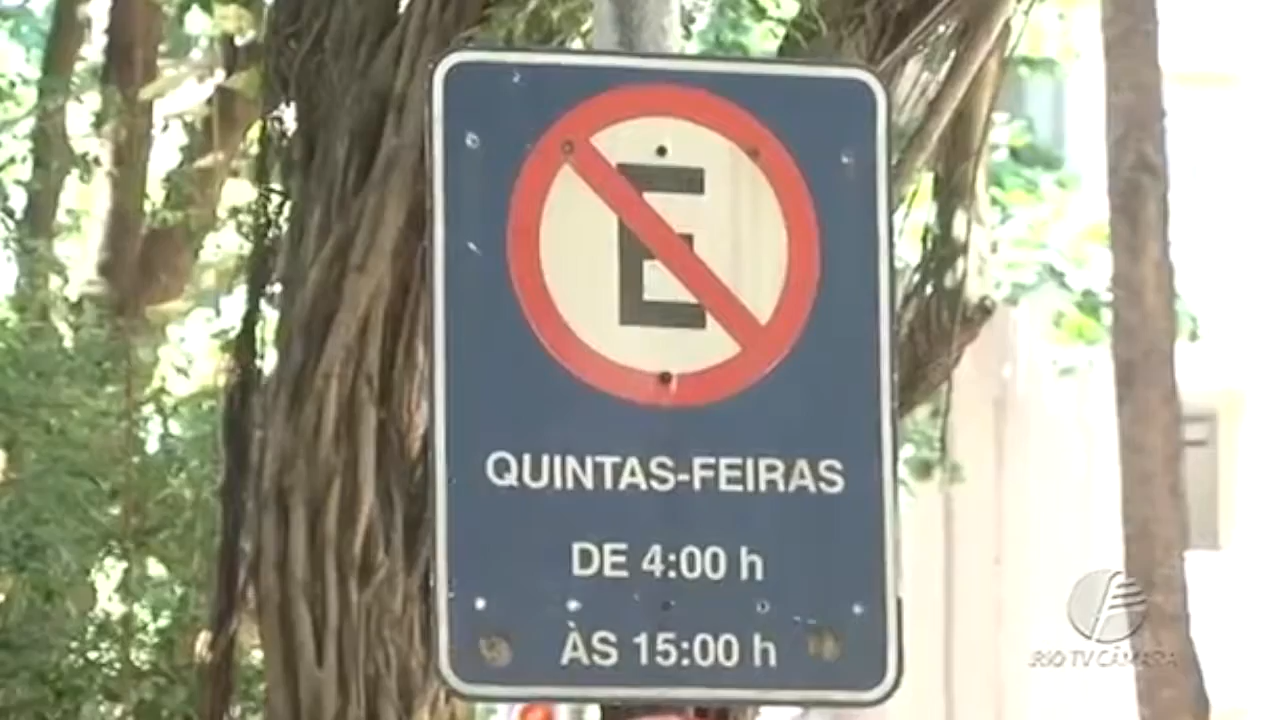 E
QUINTAS-FEIRAS
DE 4:00 h
ÀS 15:00 h
RIO TV CÂMARA